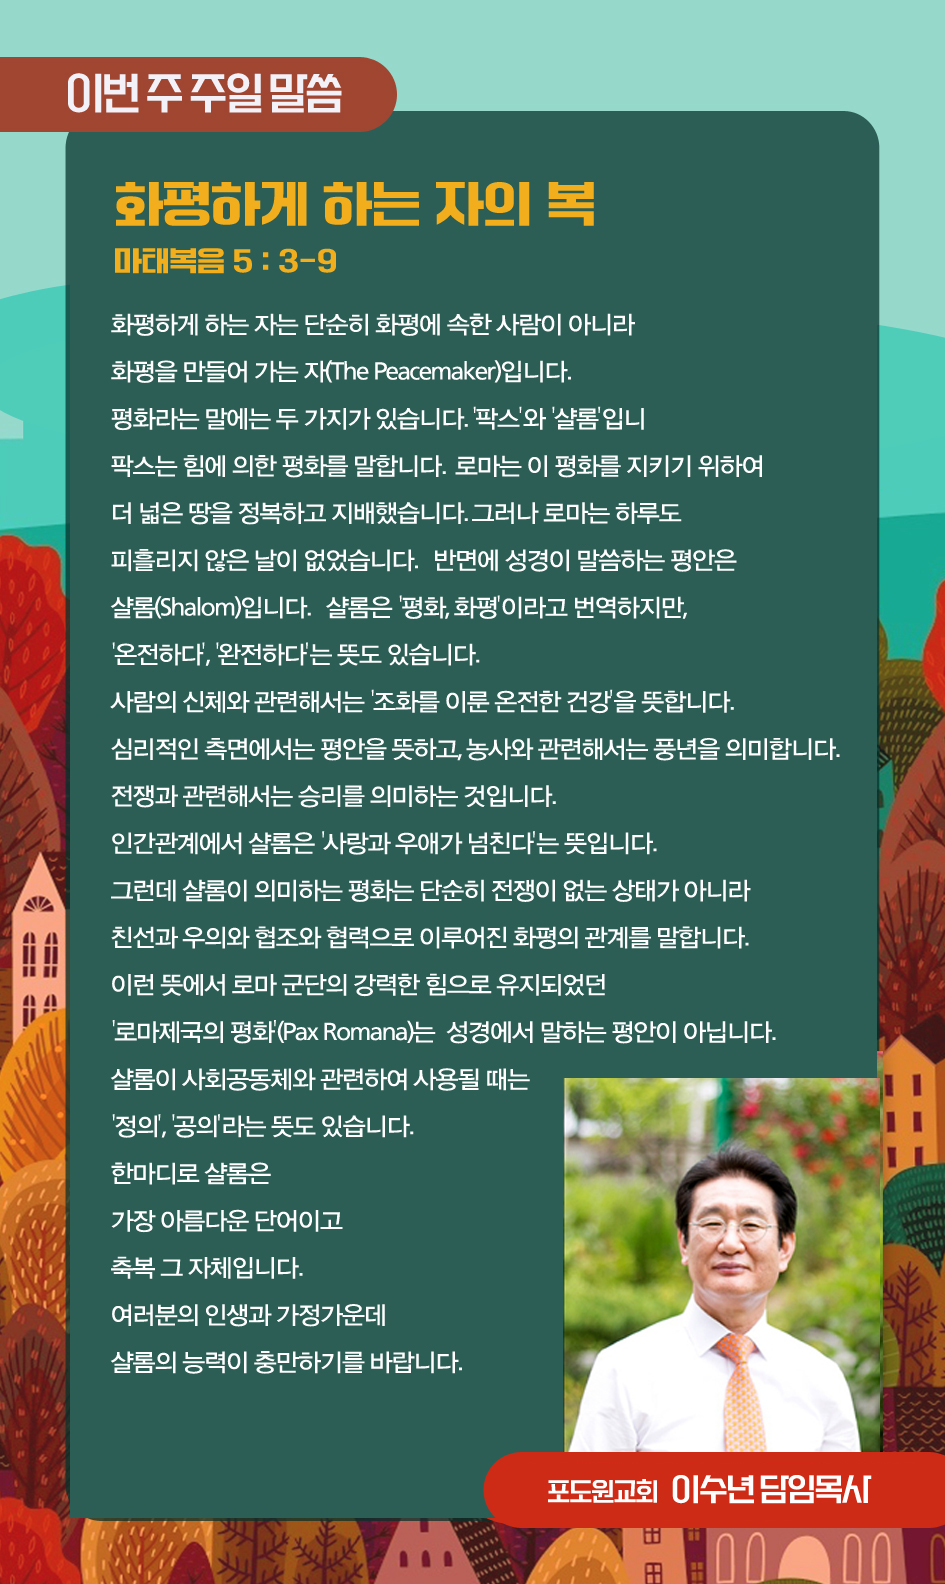 이번 주 주일 말씀
화평하게 하는 자의 복
마태복음 5 : 3-9
화평하게 하는 자는 단순히 화평에 속한 사람이 아니라
화평을 만들어 가는 자(The Peacemaker)입니다.
평화라는 말에는 두 가지가 있습니다. '팍스'와 '샬롬'입니
팍스는 힘에 의한 평화를 말합니다. 로마는 이 평화를 지키기 위하여
더 넓은 땅을 정복하고 지배했습니다. 그러나 로마는 하루도
피흘리지 않은 날이 없었습니다. 반면에 성경이 말씀하는 평안은
샬롬(Shalom)입니다. 샬롬은 '평화, 화평'이라고 번역하지만,
'온전하다', '완전하다'는 뜻도 있습니다.
사람의 신체와 관련해서는 '조화를 이룬 온전한 건강'을 뜻합니다.
심리적인 측면에서는 평안을 뜻하고, 농사와 관련해서는 풍년을 의미합니다.
전쟁과 관련해서는 승리를 의미하는 것입니다.
인간관계에서 샬롬은 '사랑과 우애가 넘친다'는 뜻입니다.
그런데 샬롬이 의미하는 평화는 단순히 전쟁이 없는 상태가 아니라
친선과 우의와 협조와 협력으로 이루어진 화평의 관계를 말합니다.
이런 뜻에서 로마 군단의 강력한 힘으로 유지되었던
'로마제국의 평화'(Pax Romana)는 성경에서 말하는 평안이 아닙니다.
샬롬이 사회공동체와 관련하여 사용될 때는
'정의', '공의'라는 뜻도 있습니다.
한마디로 샬롬은
가장 아름다운 단어이고
축복 그 자체입니다.
여러분의 인생과 가정가운데
샬롬의 능력이 충만하기를 바랍니다.
포도원교회 이수년 담임목사